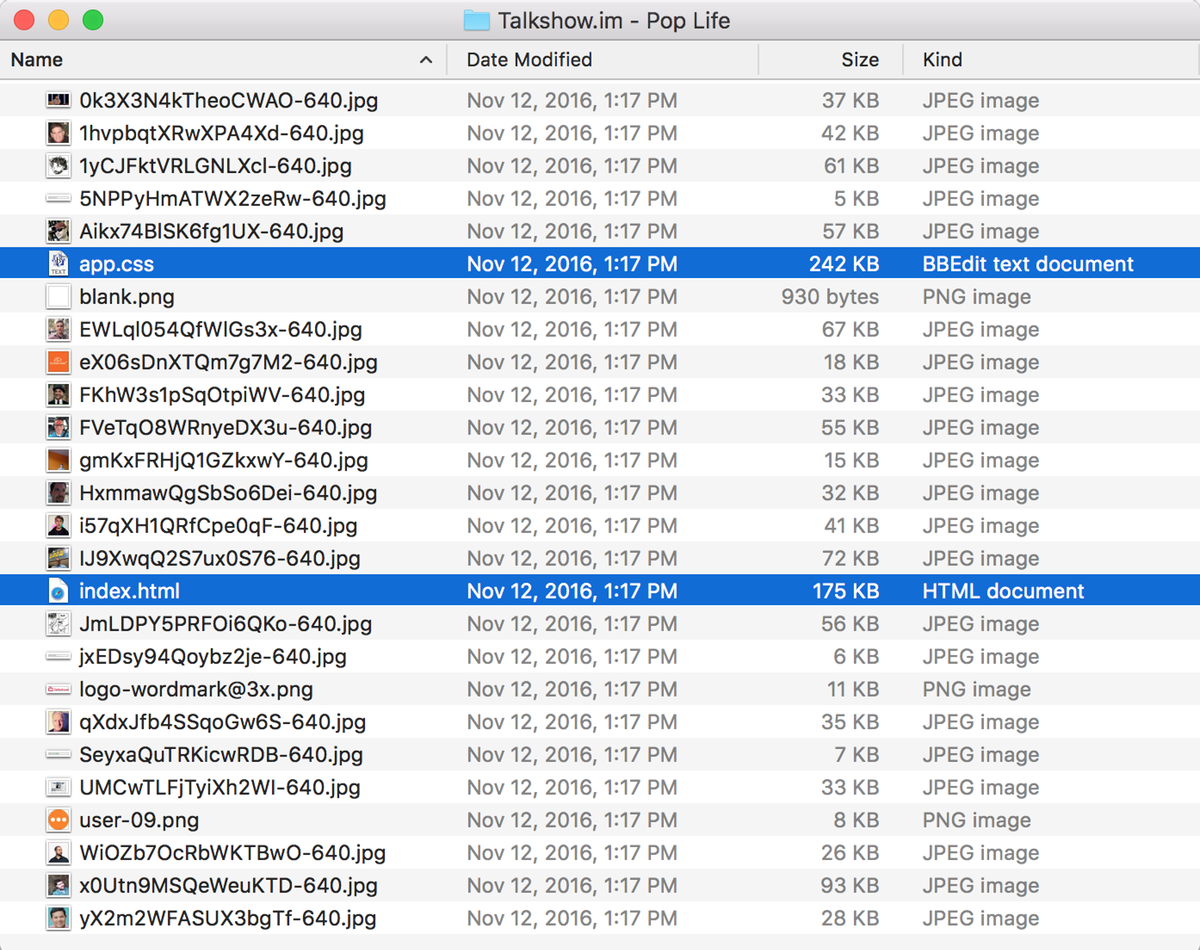 Talkshow.im - Pop Life
Name Date Modified Size Kind
0k3X3N4kTheoCWAO-640.jpg Nov 12, 2016, 1:17 PM 37 KB JPEG image
1hvpbqtXRwXPA4Xd-640.jpg Nov 12, 2016, 1:17 PM 42 KB JPEG image
1yCJFktVRLGNLXcl-640.jpg Nov 12, 2016, 1:17 PM 61 KB JPEG image
5NPPyHmATWX2zeRw-640.jpg Nov 12, 2016, 1:17 PM 5 KB JPEG image
Aikx74BlSK6fg1UX-640.jpg Nov 12, 2016, 1:17 PM 57 KB JPEG image
app.css Nov 12, 2016, 1:17 PM 242 KB BBEdit text document
blank.png Nov 12, 2016, 1:17 PM 930 bytes PNG image
EWLql054QfWlGs3x-640.jpg Nov 12, 2016, 1:17 PM 67 KB JPEG image
eX06sDnXTQm7g7M2-640.jpg Nov 12, 2016, 1:17 PM 18 KB JPEG image
FKhW3s1pSqOtpiWV-640.jpg Nov 12, 2016, 1:17 PM 33 KB JPEG image
FVeTqO8WRnyeDX3u-640.jpg Nov 12, 2016, 1:17 PM 55 KB JPEG image
gmKxFRHjQ1GZkxwY-640.jpg Nov 12, 2016, 1:17 PM 15 KB JPEG image
HxmmawQgSbSo6Dei-640.jpg Nov 12, 2016, 1:17 PM 32 KB JPEG image
i57qXH1QRfCpe0qF-640.jpg Nov 12, 2016, 1:17 PM 41 KB JPEG image
IJ9XwqQ2S7ux0S76-640.jpg Nov 12, 2016, 1:17 PM 72 KB JPEG image
index.html Nov 12, 2016, 1:17 PM 175 KB HTML document
JmLDPY5PRFOi6QKo-640.jpg Nov 12, 2016, 1:17 PM 56 KB JPEG image
jxEDsy94Qoybz2je-640.jpg Nov 12, 2016, 1:17 PM 6 KB JPEG image
logo-wordmark@3x.png Nov 12, 2016, 1:17 PM 11 KB PNG image
qXdxJfb4SSqoGw6S-640.jpg Nov 12, 2016, 1:17 PM 35 KB JPEG image
SeyxaQuTRKicwRDB-640.jpg Nov 12, 2016, 1:17 PM 7 KB JPEG image
UMCwTLFjTyiXh2WI-640.jpg Nov 12, 2016, 1:17 PM 33 KB JPEG image
user-09.png Nov 12, 2016, 1:17 PM 8 KB PNG image
WiOZb7OcRbWKTBwO-640.jpg Nov 12, 2016, 1:17 PM 26 KB JPEG image
x0Utn9MSQeWeuKTD-640.jpg Nov 12, 2016, 1:17 PM 93 KB JPEG image
yX2m2WFASUX3bgTf-640.jpg Nov 12, 2016, 1:17 PM 28 KB JPEG image